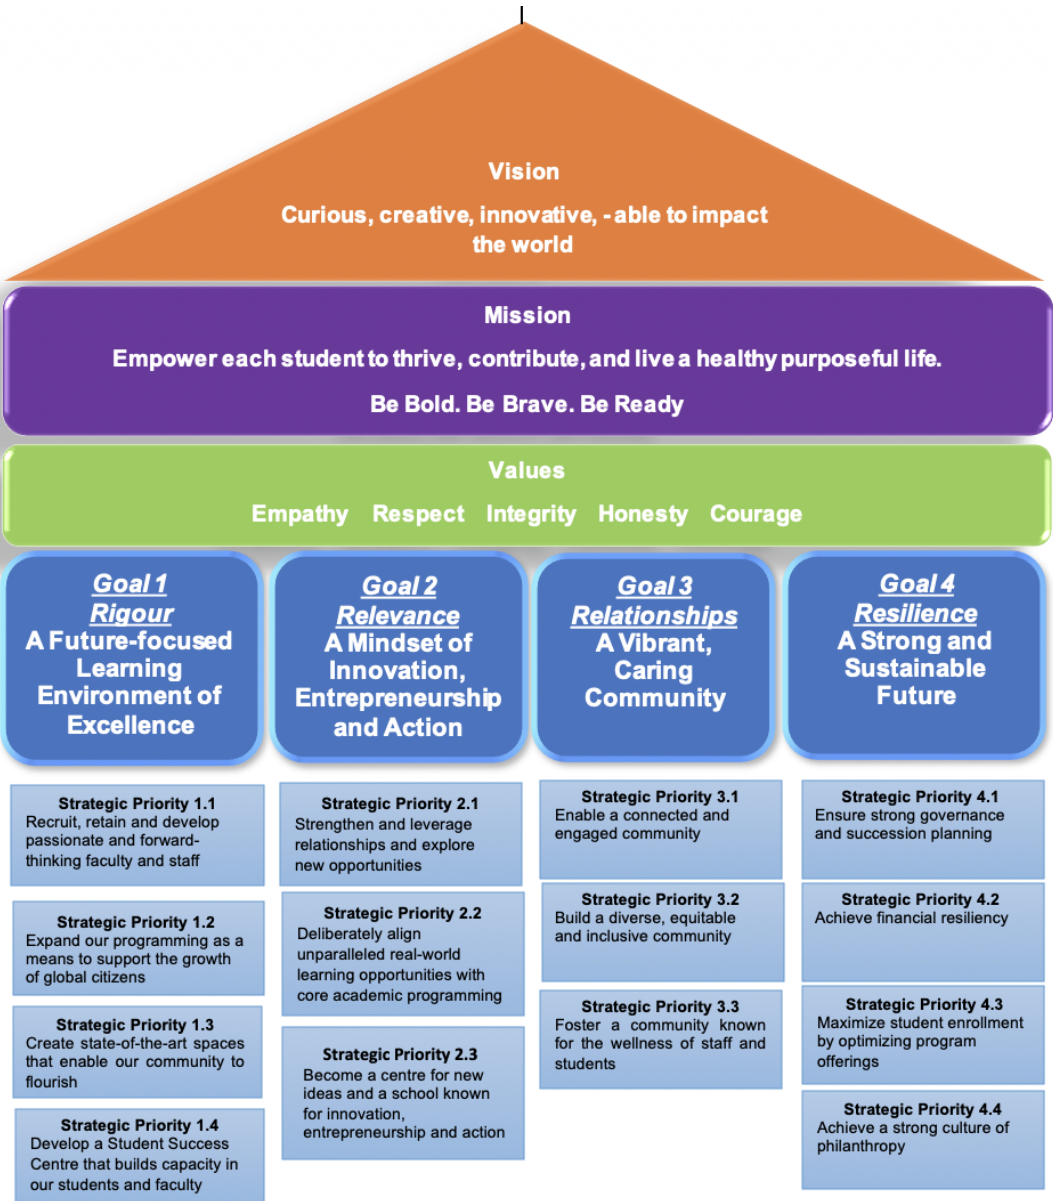 Vision
Curious, creative, innovative, - able to impact
the world
Mission
Empower each student to thrive, contribute, and live a healthy purposeful life.
Be Bold. Be Brave. Be Ready
Values
Empathy Respect Integrity Honesty Courage
Goal 1
Rigour
A Future-focused
Learning
Environment of
Excellence
Goal 2
Relevance
A Mindset of
Innovation,
Entrepreneurship
and Action
Goal 3
Relationships
A Vibrant,
Caring
Community
Goal 4
Resilience
A Strong and
Sustainable
Future
Strategic Priority 1.1
Recruit, retain and develop
passionate and forward-
thinking faculty and staff
Strategic Priority 1.2
Expand our programming as a
means to support the growth
of global citizens
Strategic Priority 1.3
Create state-of-the-art spaces
that enable our community to
flourish
Strategic Priority 1.4
Develop a Student Success
Centre that builds capacity in
our students and faculty
Strategic Priority 2.1
Strengthen and leverage
relationships and explore
new opportunities
Strategic Priority 2.2
Deliberately align
unparalleled real-world
learning opportunities with
core academic programming
Strategic Priority 2.3
Become a centre for new
ideas and a school known
for innovation,
entrepreneurship and action
Strategic Priority 3.1
Enable a connected and
engaged community
Strategic Priority 3.2
Build a diverse, equitable
and inclusive community
Strategic Priority 3.3
Foster a community known
for the wellness of staff and
students
Strategic Priority 4.1
Ensure strong governance
and succession planning
Strategic Priority 4.2
Achieve financial resiliency
Strategic Priority 4.3
Maximize student enrollment
by optimizing program
offerings
Strategic Priority 4.4
Achieve a strong culture of
philanthropy